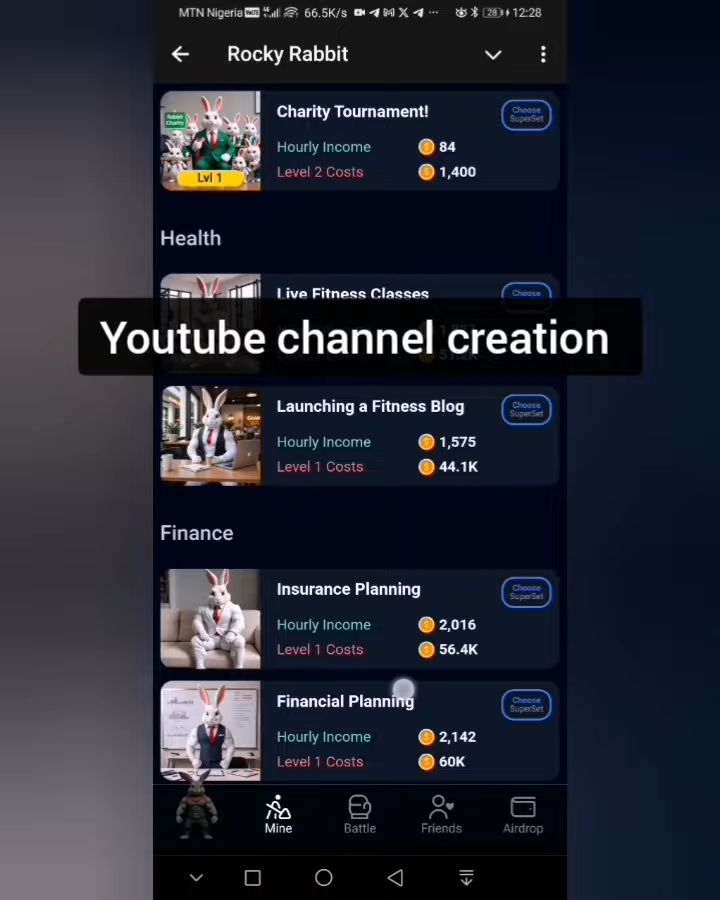 MTN Nigeria 66.5K/s 28 12:28
Rocky Rabbit
Charity Tournament!
Choose
SuperSet
Rabbit
Charity
Hourly Income 84
Lvl 1
Level 2 Costs 1,400
Health
Live Fitness Classes
Choose
Youtube channel creation
Launching a Fitness Blog
Choose
SuperSet
Hourly Income 1,575
Level 1 Costs 44.1K
Finance
Insurance Planning
Choose
SuperSet
Hourly Income 2,016
Level 1 Costs 56.4K
Financial Planning
Choose
SuperSet
Hourly Income 2,142
Level 1 Costs 60K
Mine Battle Friends Airdrop